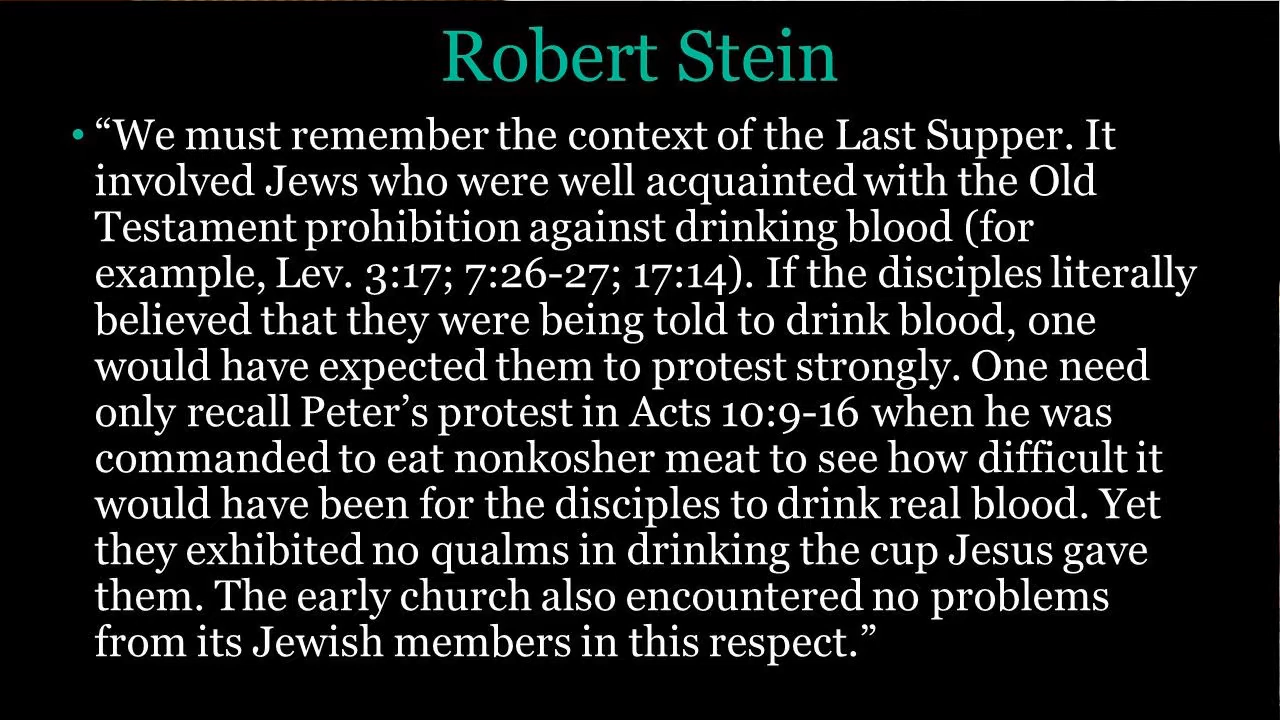 Robert Stein
• “We must remember the context of the Last Supper. It
involved Jews who were well acquainted with the Old
Testament prohibition against drinking blood (for
example, Lev. 3:17; 7:26-27; 17:14). If the disciples literally
believed that they were being told to drink blood, one
would have expected them to protest strongly. One need
only recall Peter’s protest in Acts 10:9-16 when he was
commanded to eat nonkosher meat to see how difficult it
would have been for the disciples to drink real blood. Yet
they exhibited no qualms in drinking the cup Jesus gave
them. The early church also encountered no problems
from its Jewish members in this respect.”